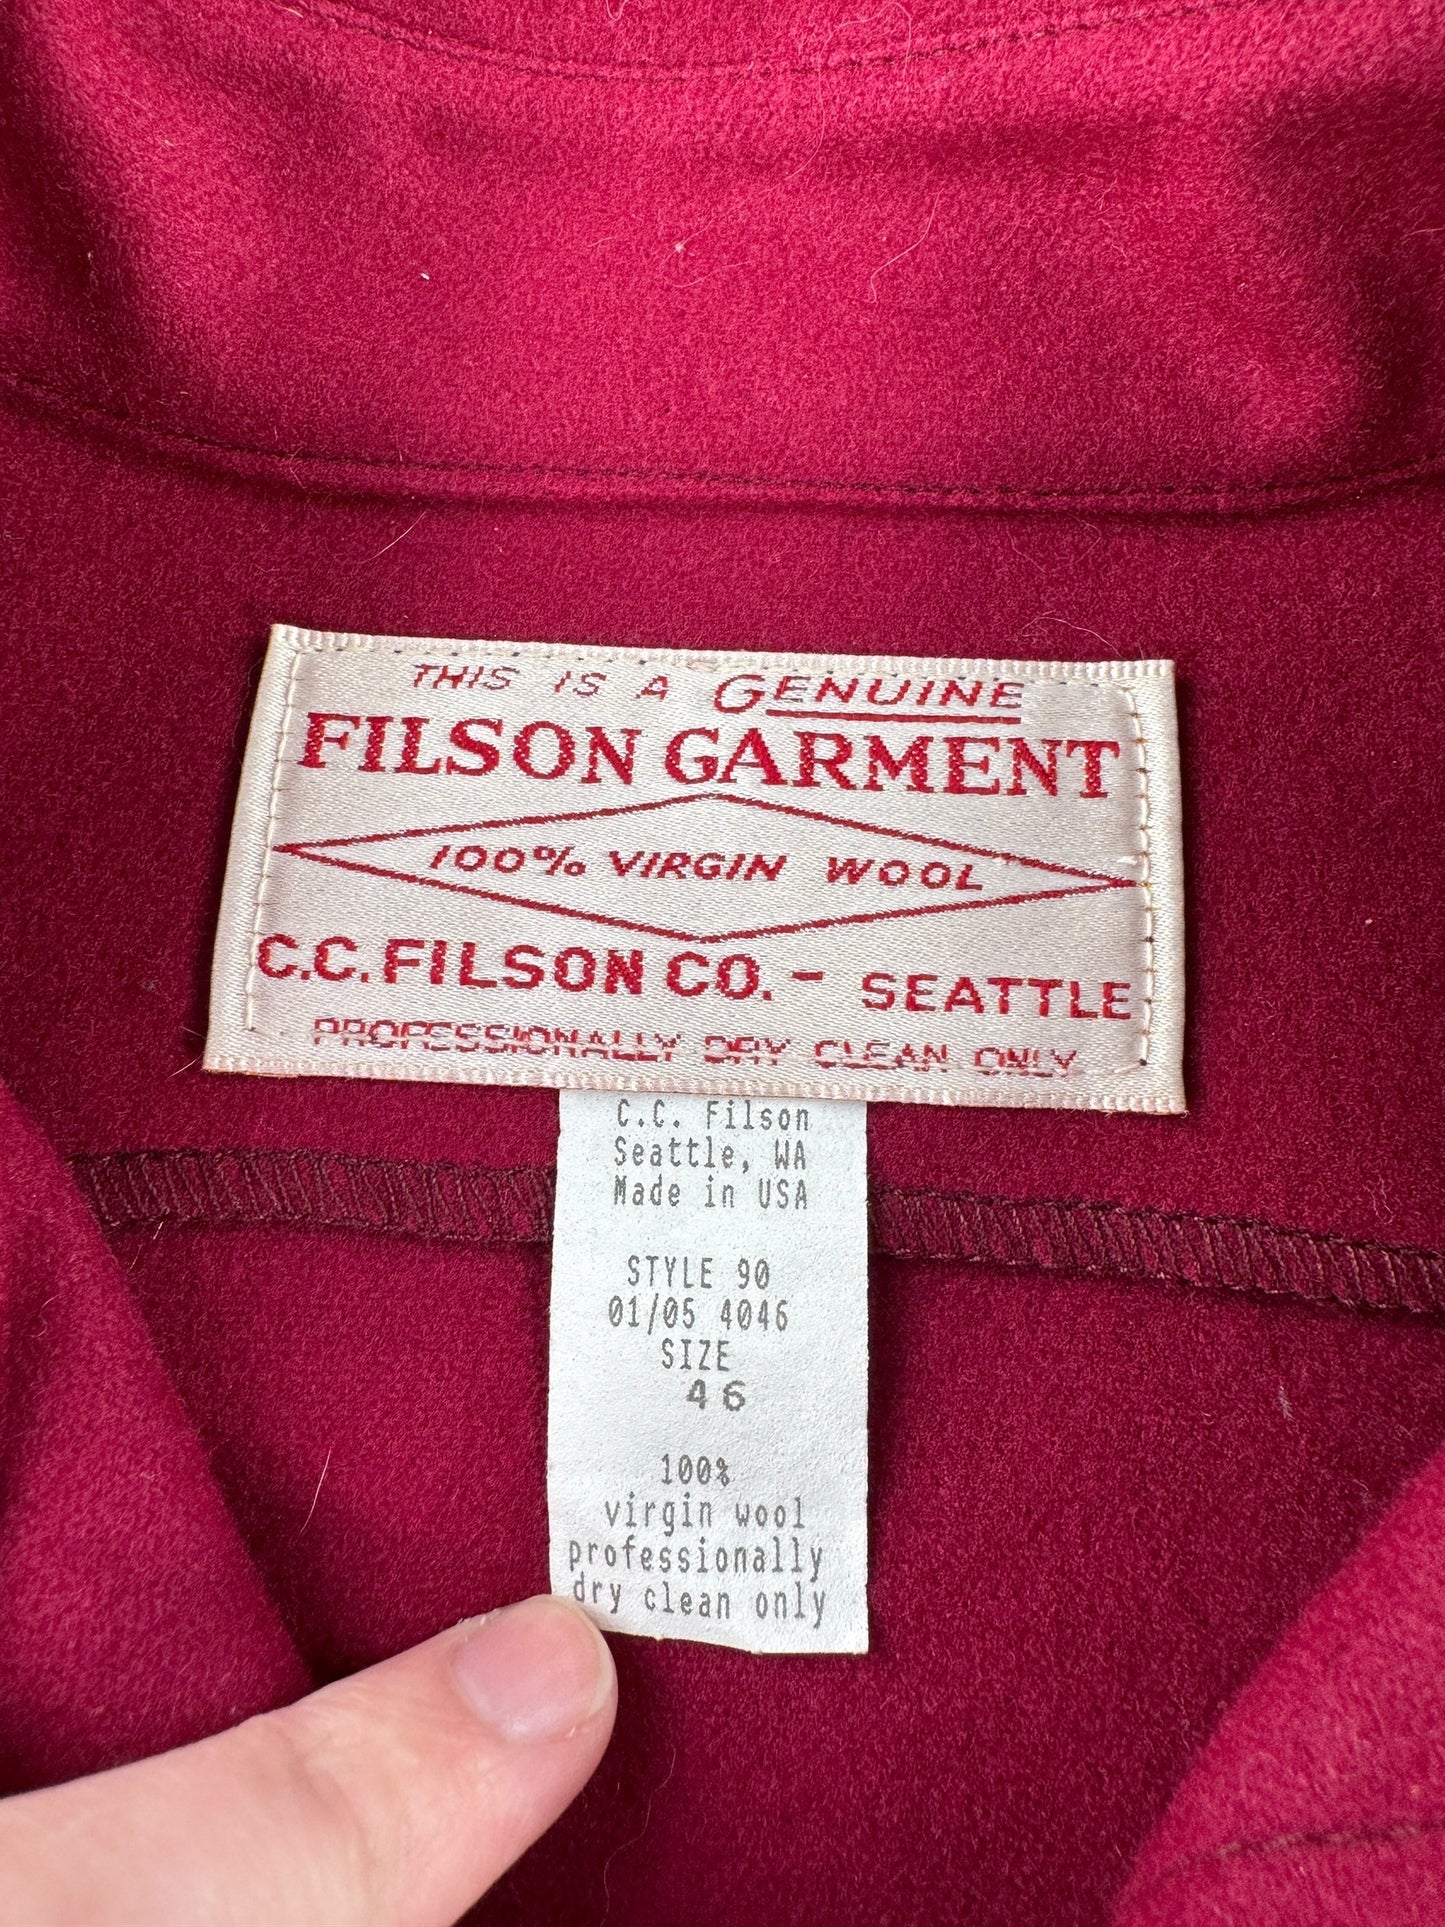 THIS IS A GENUINE
FILSON GARMENT
100% VIRGIN WOOL
C.C. FILSON CO. - SEATTLE
PROFESSIONALLY DRY CLEAN ONLY
C.C. Filson
Seattle, WA
Made in USA
STYLE 90
01/05 4046
SIZE
46
100%
virgin wool
professionally
dry clean only